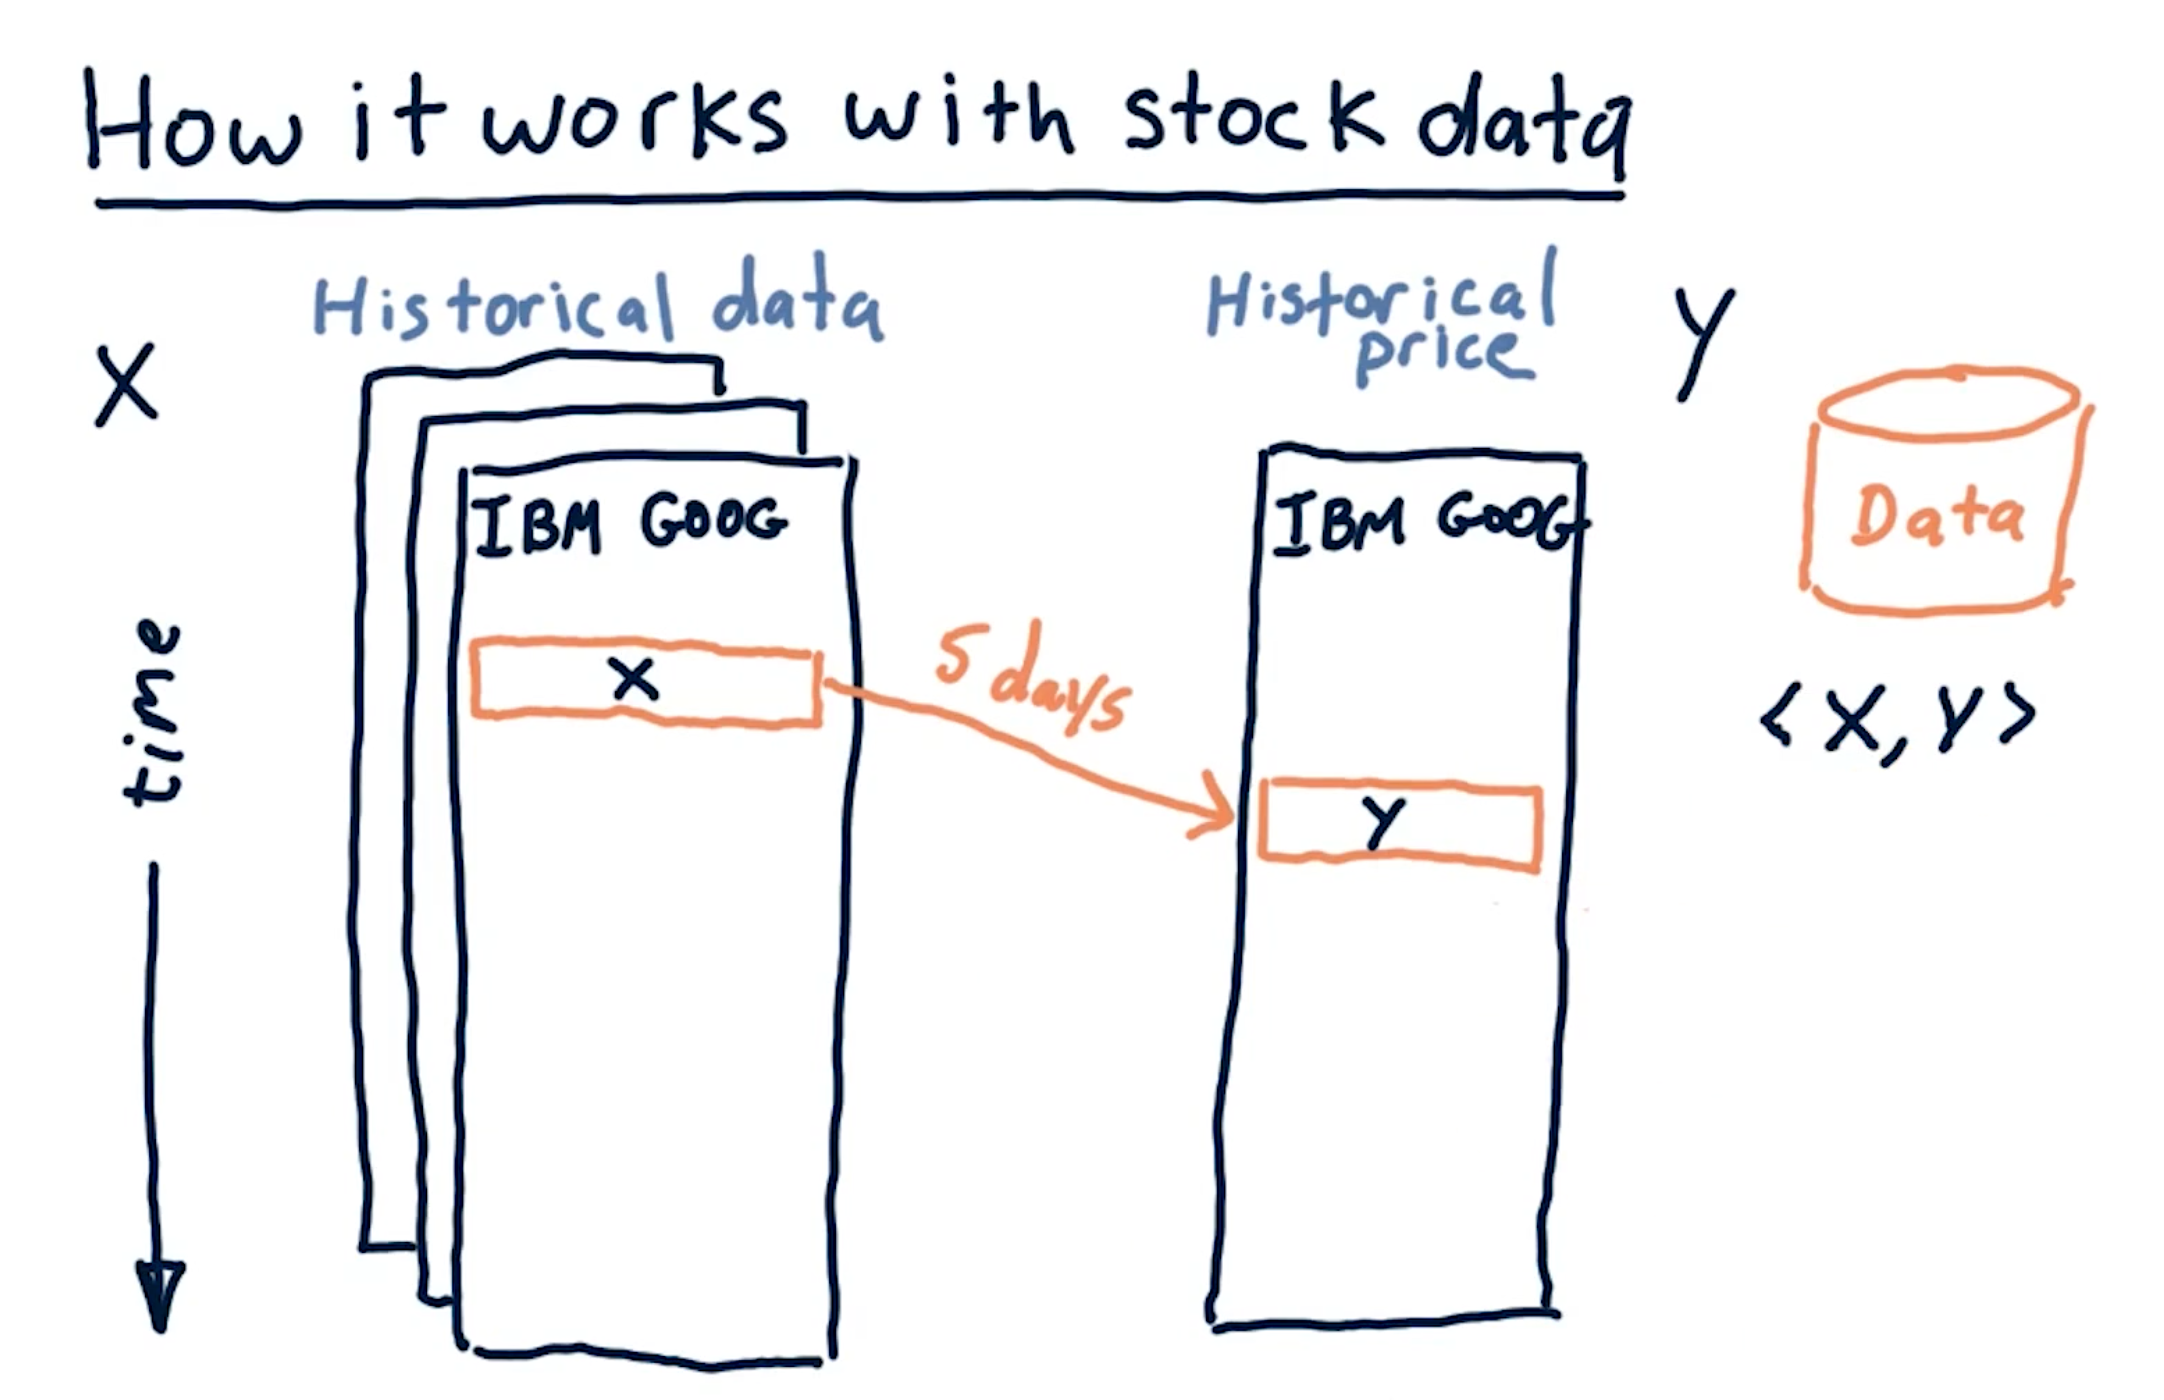 How it works with stock data
X
Historical data
Historical
price
Y
IBM GOOG
IBM GOOG
Data
time
X
5 days
Y
<X, Y>